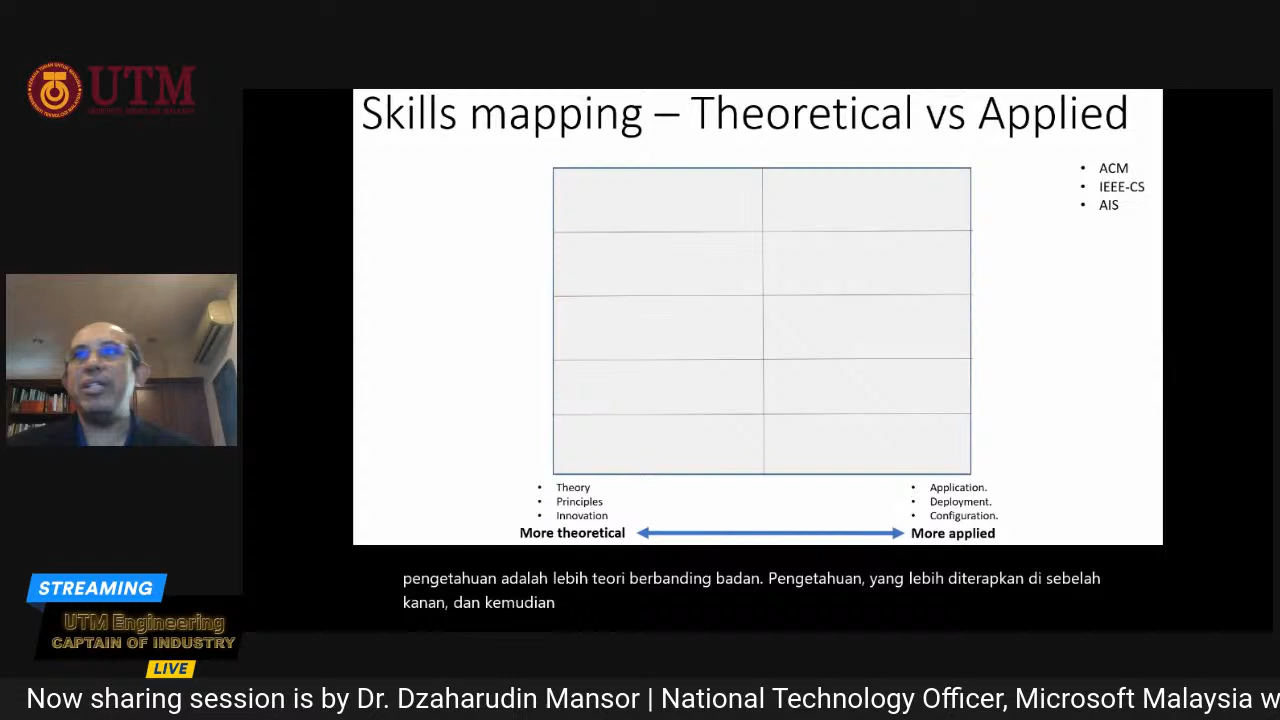 UTM
Skills mapping – Theoretical vs Applied
• ACM
• IEEE-CS
• AIS
• Theory
• Principles
• Innovation
• Application.
• Deployment.
• Configuration.
More theoretical
More applied
pengetahuan adalah lebih teori berbanding badan. Pengetahuan, yang lebih diterapkan di sebelah
kanan, dan kemudian
STREAMING
UTM Engineering
CAPTAIN OF INDUSTRY
LIVE
Now sharing session is by Dr. Dzaharudin Mansor | National Technology Officer, Microsoft Malaysia w